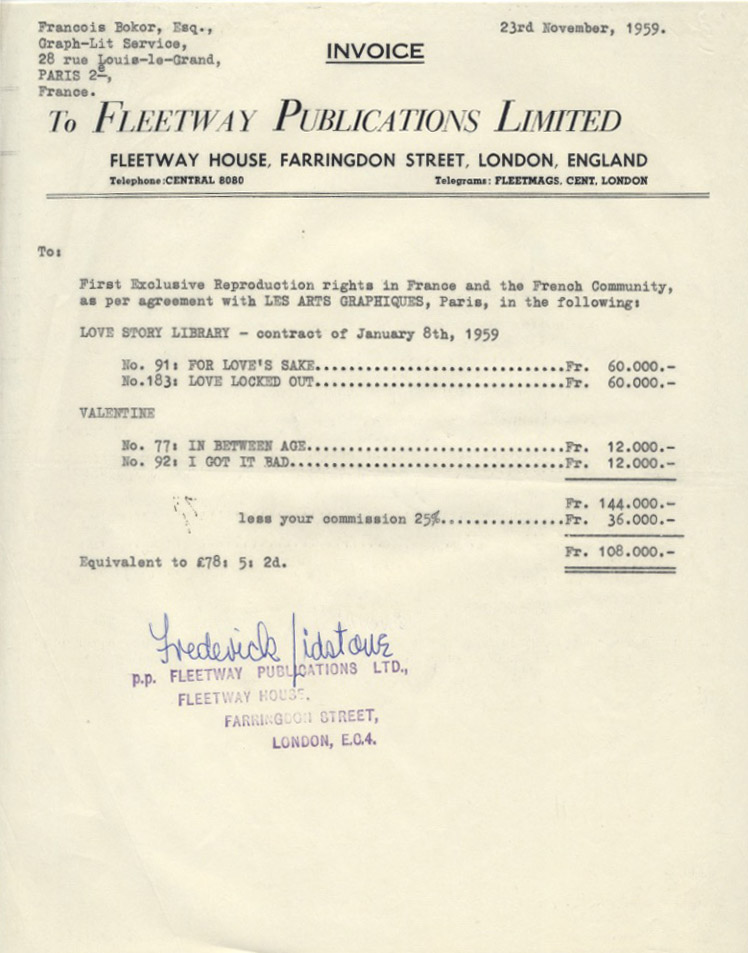 Francois Bokor, Esq.,
Graph-Lit Service,
28 rue Louis-le-Grand,
PARIS 2e,
France.
23rd November, 1959.
INVOICE
To FLEETWAY PUBLICATIONS LIMITED
FLEETWAY HOUSE, FARRINGDON STREET, LONDON, ENGLAND
Telephone: CENTRAL 8080 Telegrams: FLEETMAGS, CENT, LONDON
To:
First Exclusive Reproduction rights in France and the French Community,
as per agreement with LES ARTS GRAPHIQUES, Paris, in the following:
LOVE STORY LIBRARY - contract of January 8th, 1959
No. 91: FOR LOVE'S SAKE..............................Fr. 60.000.-
No.183: LOVE LOCKED OUT..............................Fr. 60.000.-
VALENTINE
No. 77: IN BETWEEN AGE...............................Fr. 12.000.-
No. 92: I GOT IT BAD.................................Fr. 12.000.-
Fr. 144.000.-
less your commission 25%...............Fr. 36.000.-
Fr. 108.000.-
Equivalent to £78: 5: 2d.
Frederick Lidstone
p.p. FLEETWAY PUBLICATIONS LTD.,
FLEETWAY HOUSE.
FARRINGDON STREET,
LONDON, E.C.4.